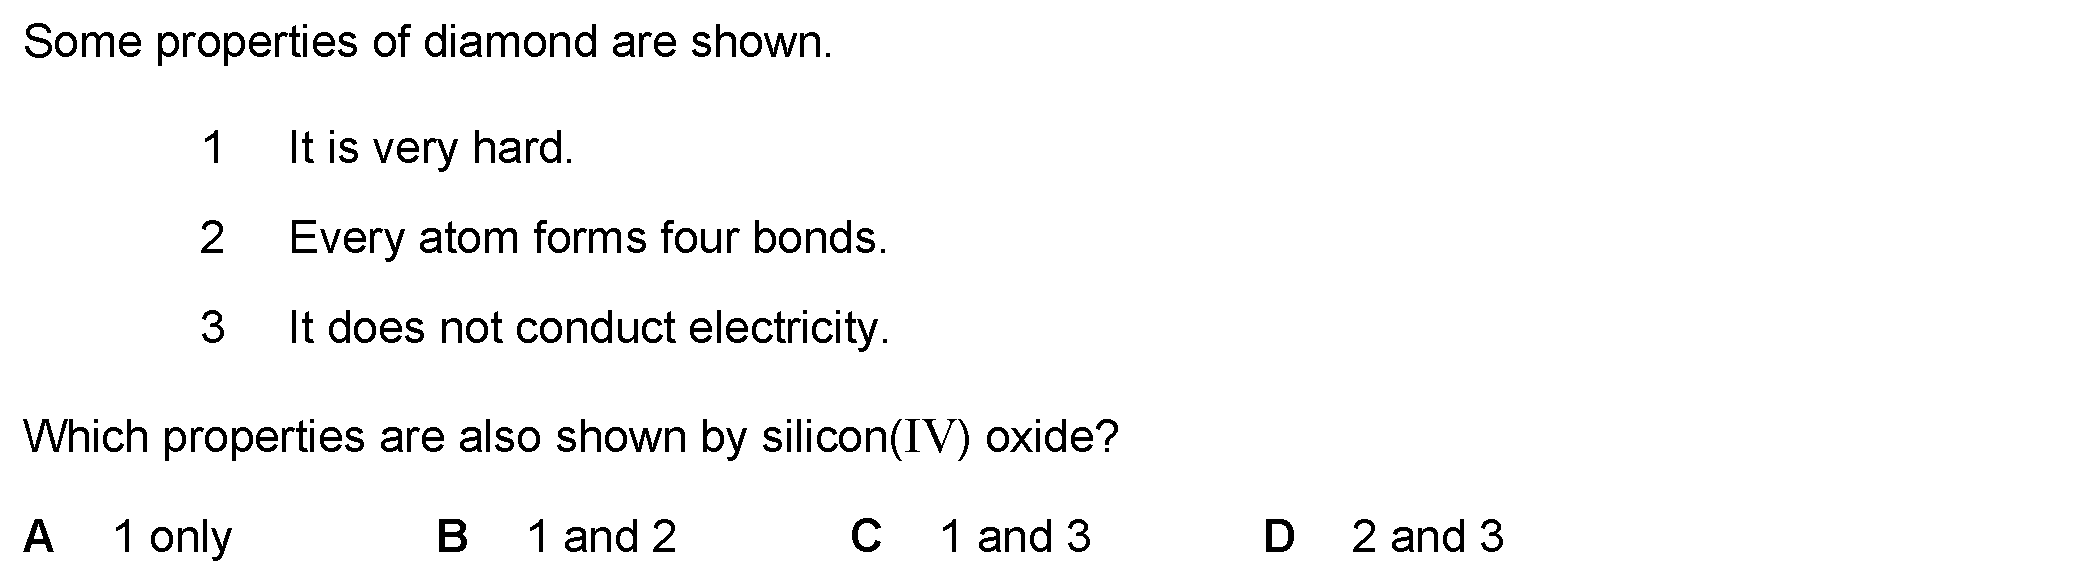 Some properties of diamond are shown.
1 It is very hard.
2 Every atom forms four bonds.
3 It does not conduct electricity.
Which properties are also shown by silicon(IV) oxide?
A 1 only B 1 and 2 C 1 and 3 D 2 and 3